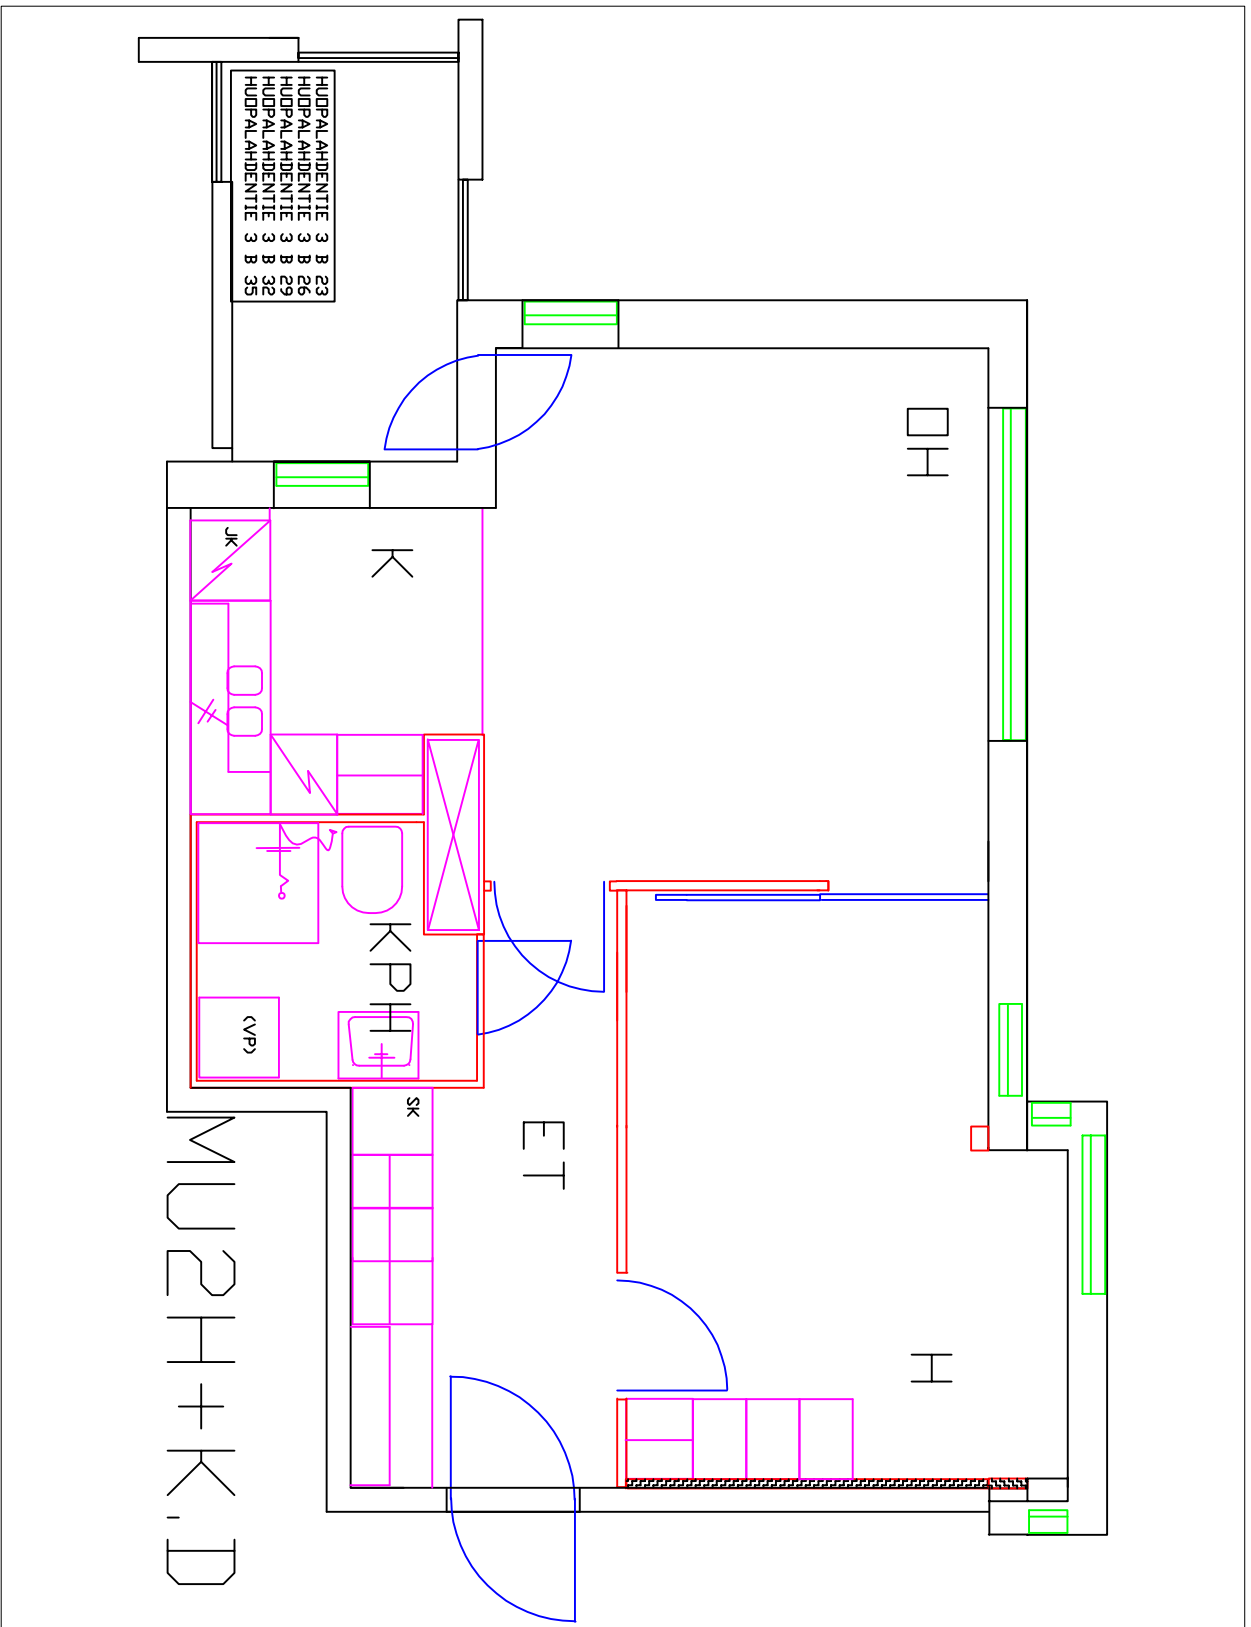 HUOPALAHDENTIE 3 B 23
HUOPALAHDENTIE 3 B 26
HUOPALAHDENTIE 3 B 29
HUOPALAHDENTIE 3 B 32
HUOPALAHDENTIE 3 B 35
OH
K
JK
KPH
(VP)
SK
ET
H
MU2H+K.D